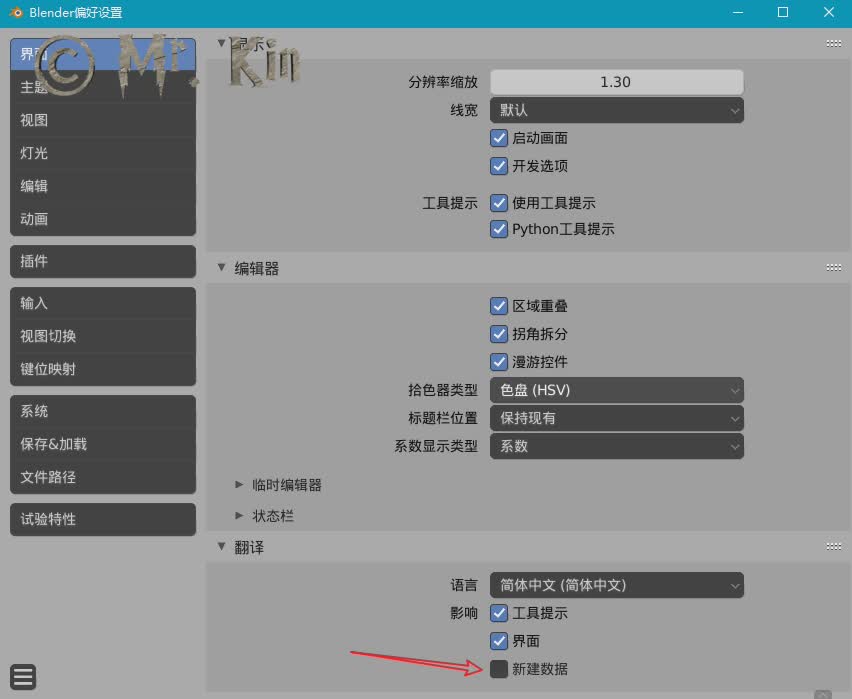 Blender偏好设置
© Mr. Kin
界面
主题
视图
灯光
编辑
动画
插件
输入
视图切换
键位映射
系统
保存&加载
文件路径
试验特性
显示
分辨率缩放 1.30
线宽 默认
启动画面
开发选项
工具提示 使用工具提示
Python工具提示
编辑器
区域重叠
拐角拆分
漫游控件
拾色器类型 色盘 (HSV)
标题栏位置 保持现有
系数显示类型 系数
临时编辑器
状态栏
翻译
语言 简体中文 (简体中文)
影响 工具提示
界面
新建数据